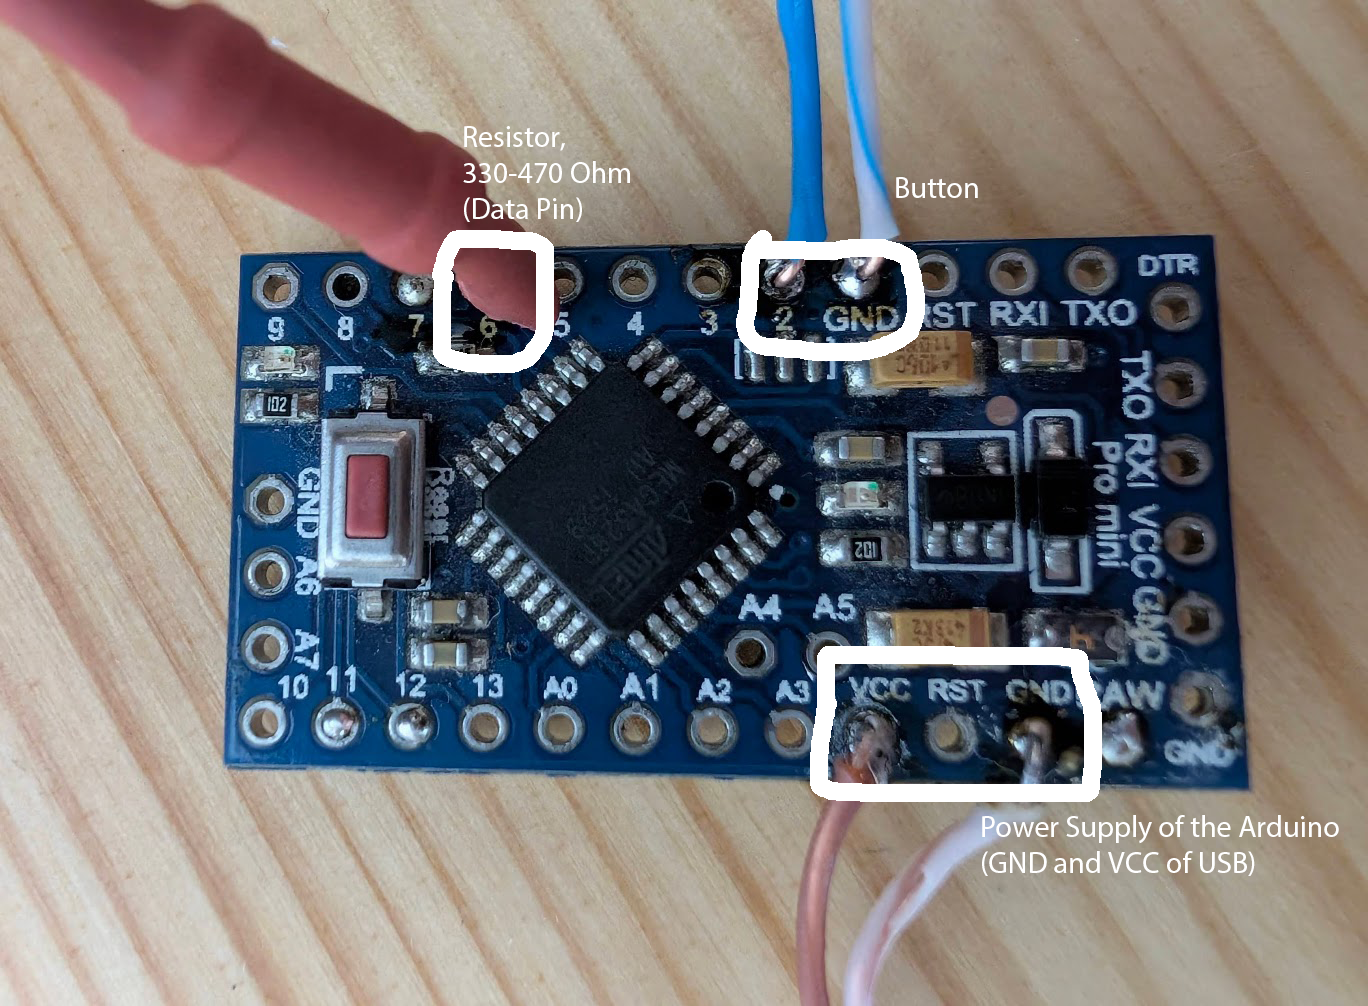 Resistor,
330-470 Ohm
(Data Pin)
Button
DTR
9 8 7 6 5 4 3 2 GND RST RXI TXO
L
102
GND
A6
A7
TXO
RXI
VCC
GND
Pro mini
102
A4 A5
10 11 12 13 A0 A1 A2 A3 VCC RST GND RAW
GND
Atmel
Power Supply of the Arduino
(GND and VCC of USB)